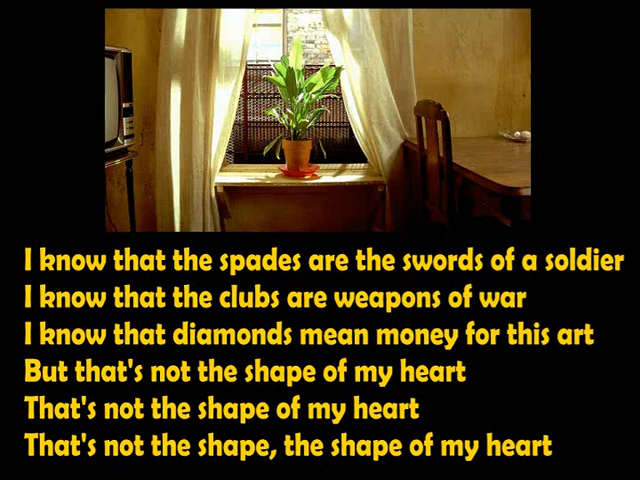 I know that the spades are the swords of a soldier
I know that the clubs are weapons of war
I know that diamonds mean money for this art
But that's not the shape of my heart
That's not the shape of my heart
That's not the shape, the shape of my heart